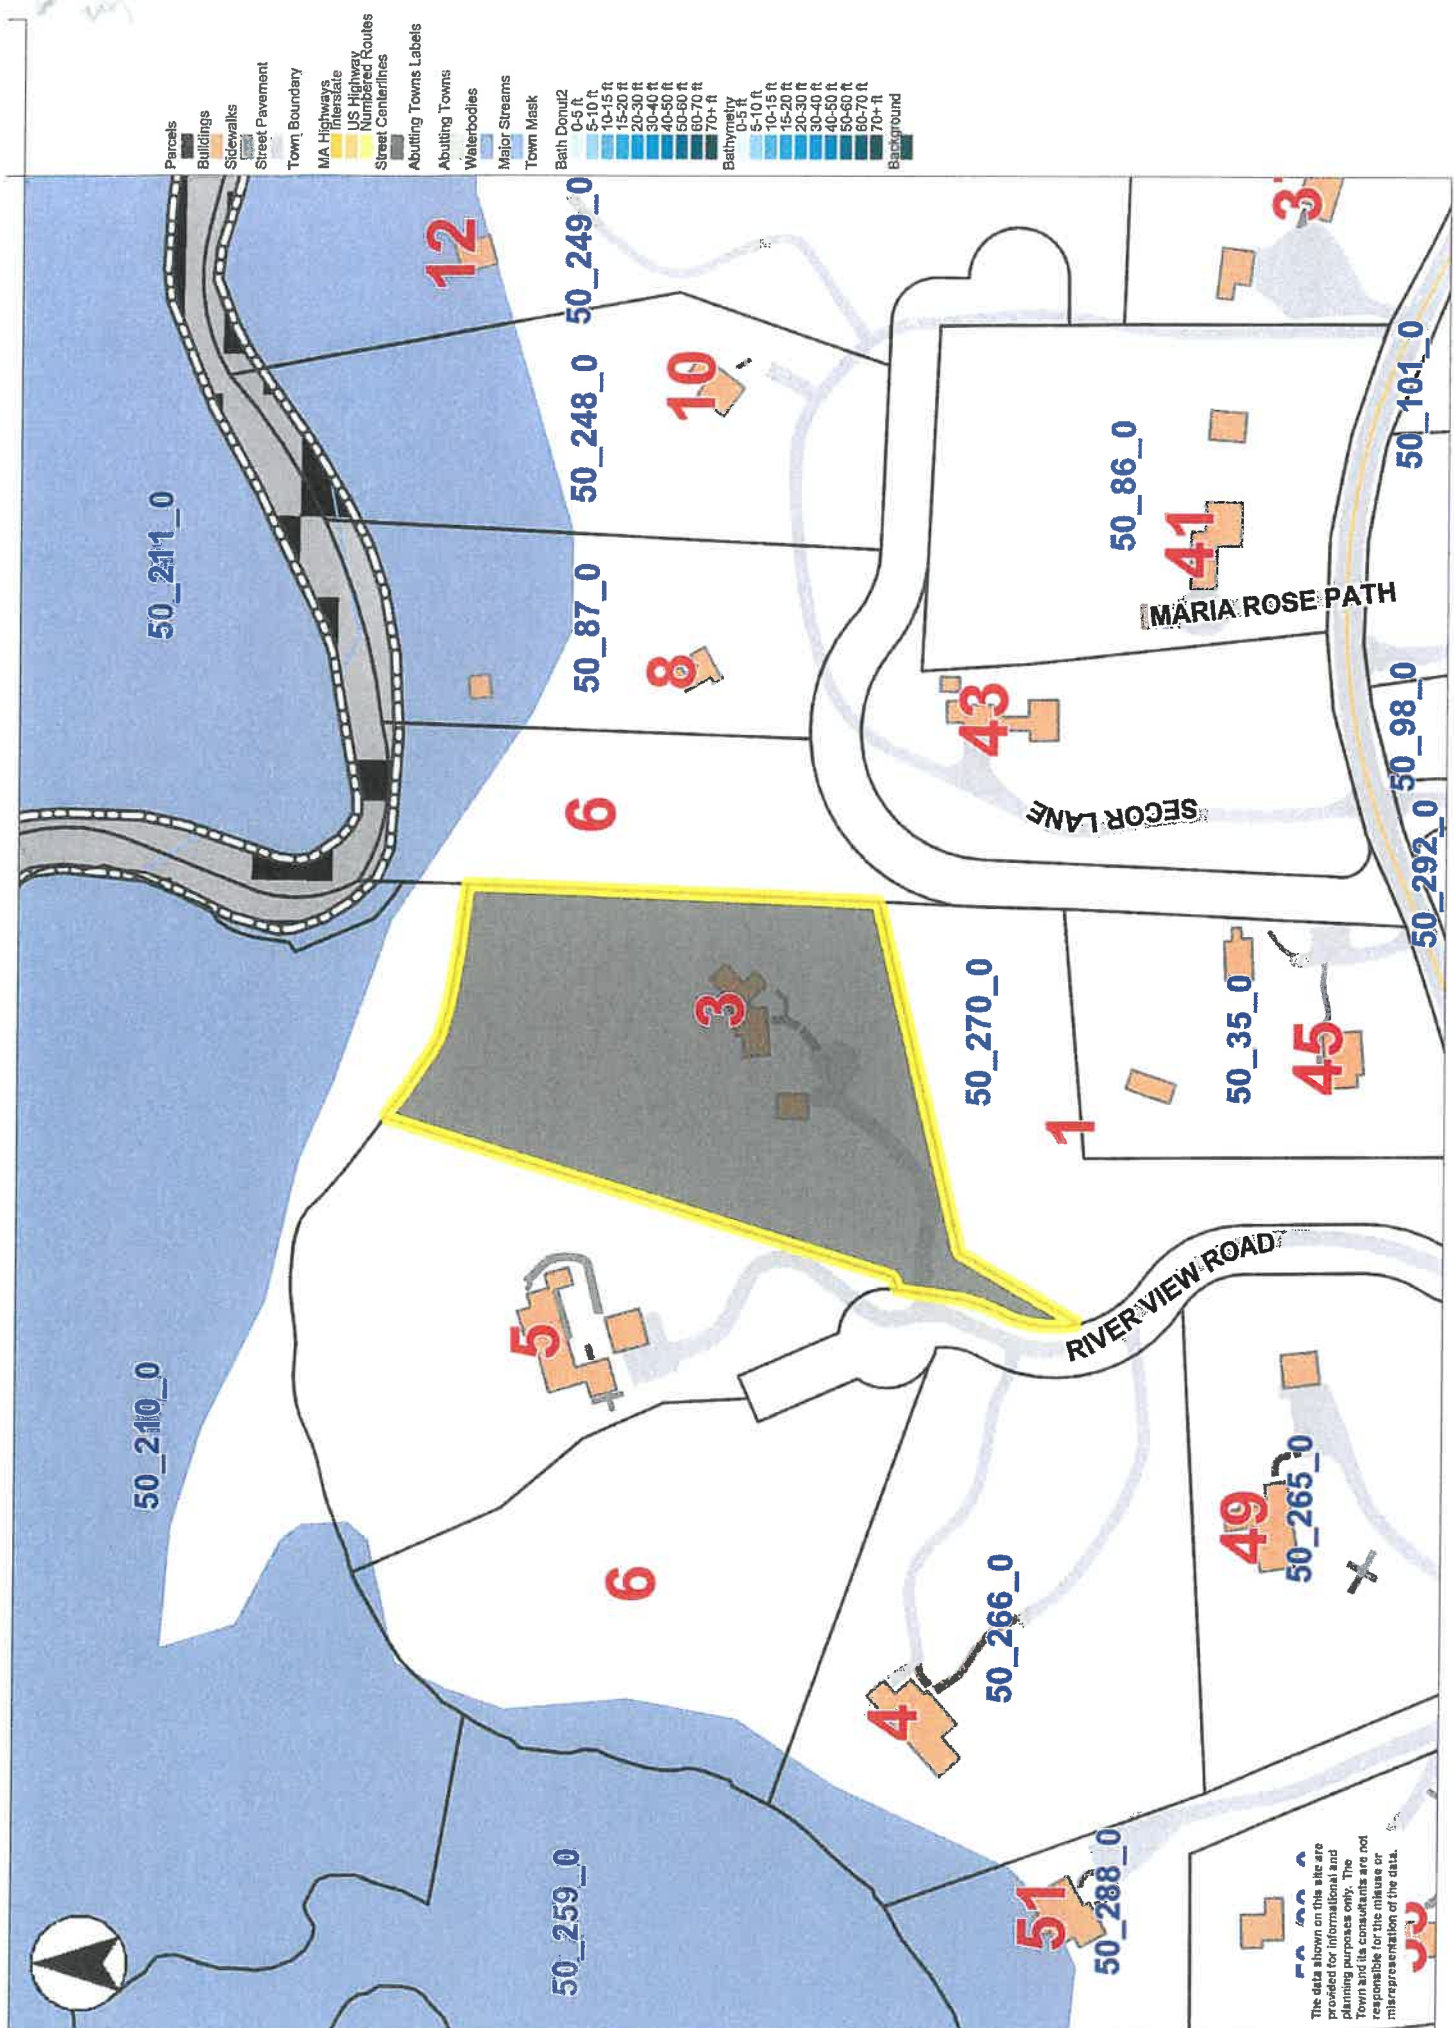 Parcels
Buildings
Sidewalks
Street Pavement
Town Boundary
MA Highways
Interstate
US Highway
Numbered Routes
Street Centerlines
Abutting Towns Labels
Abutting Towns
Waterbodies
Major Streams
Town Mask
Bath Donut2
0-5 ft
5-10 ft
10-15 ft
15-20 ft
20-30 ft
30-40 ft
40-50 ft
50-60 ft
60-70 ft
70+ ft
Bathymetry
0-5 ft
5-10 ft
10-15 ft
15-20 ft
20-30 ft
30-40 ft
40-50 ft
50-60 ft
60-70 ft
70+ ft
Background
50_259_0
50_210_0
50_211_0
12
50_249_0
50_248_0
50_87_0
10
8
6
6
5
3
4
50_266_0
50_270_0
1
RIVER VIEW ROAD
SECOR LANE
43
MARIA ROSE PATH
41
50_86_0
50_35_0
45
49
50_265_0
51
50_288_0
50_292_0
50_98_0
50_101_0
The data shown on this site are
provided for informational and
planning purposes only. The
Town and its consultants are not
responsible for the misuse or
misrepresentation of the data.